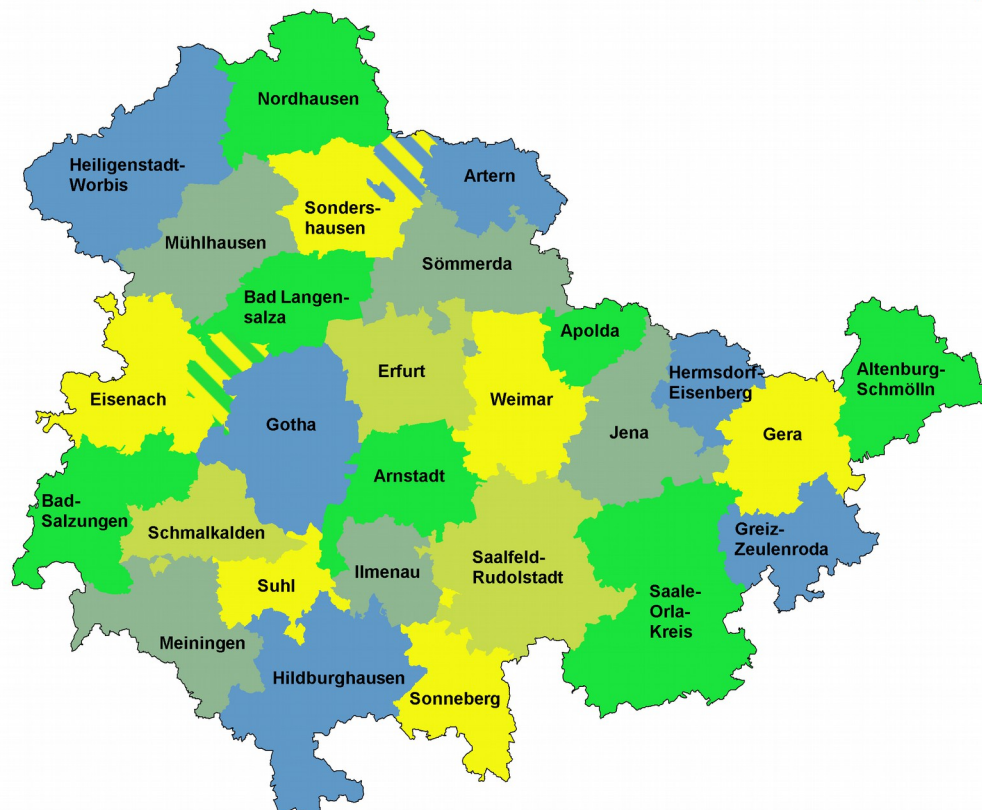 Nordhausen
Heiligenstadt-
Worbis
Artern
Sonders-
hausen
Mühlhausen
Sömmerda
Bad Langen-
salza
Apolda
Erfurt
Hermsdorf-
Eisenberg
Altenburg-
Schmölln
Eisenach
Weimar
Gotha
Jena
Gera
Arnstadt
Bad-
Salzungen
Schmalkalden
Greiz-
Zeulenroda
Saalfeld-
Rudolstadt
Ilmenau
Suhl
Saale-
Orla-
Kreis
Meiningen
Hildburghausen
Sonneberg